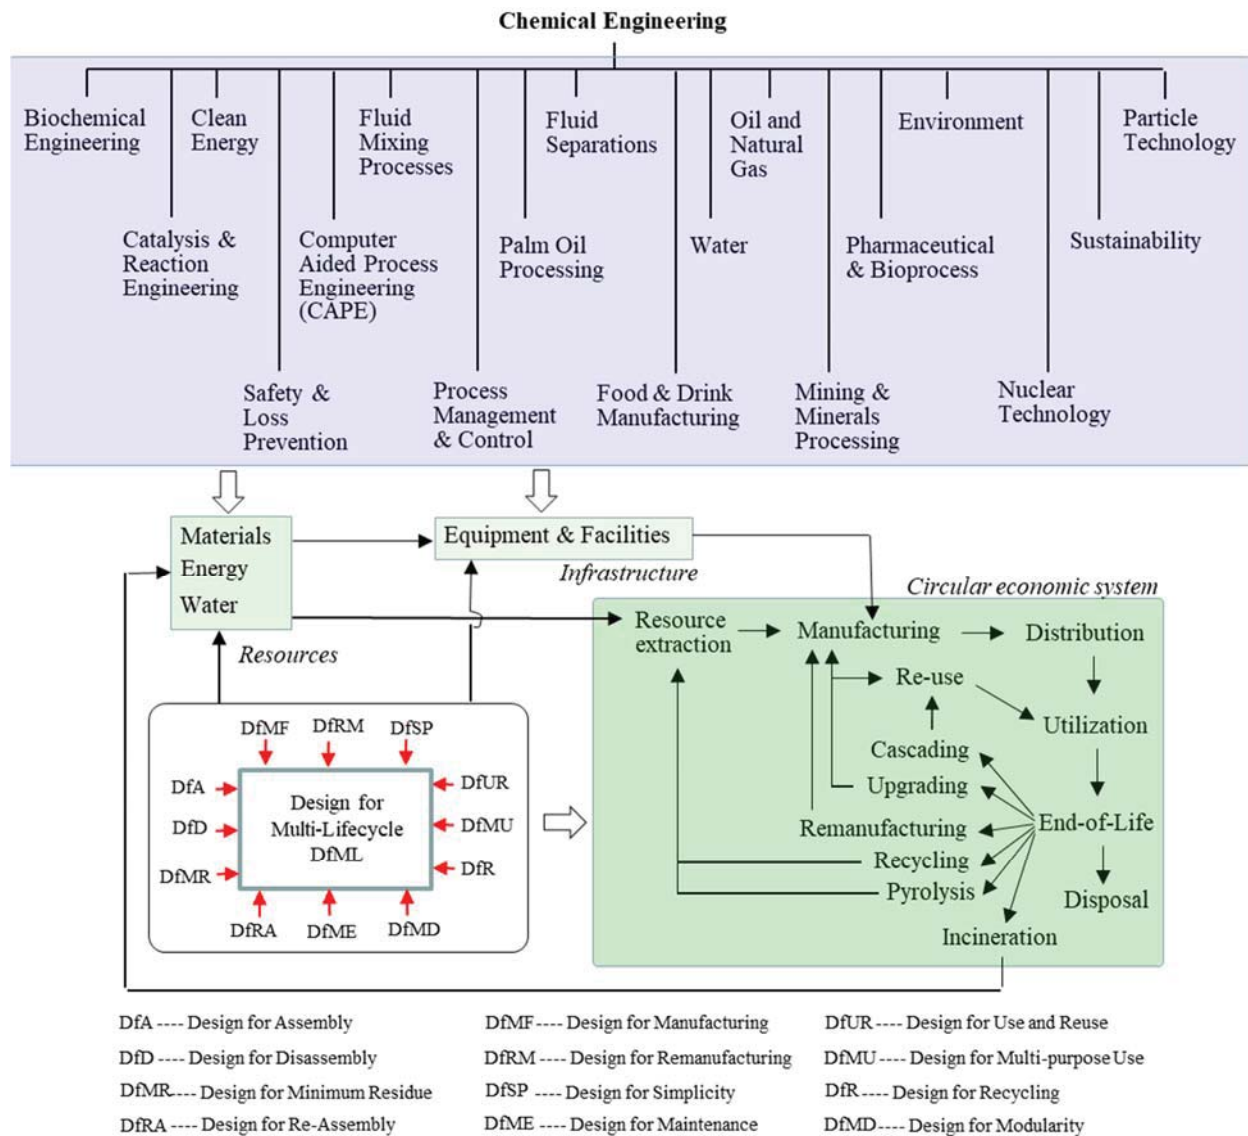 Chemical Engineering
Biochemical
Engineering
Clean
Energy
Fluid
Mixing
Processes
Fluid
Separations
Oil and
Natural
Gas
Environment
Particle
Technology
Catalysis &
Reaction
Engineering
Computer
Aided Process
Engineering
(CAPE)
Palm Oil
Processing
Water
Pharmaceutical
& Bioprocess
Sustainability
Safety &
Loss
Prevention
Process
Management
& Control
Food & Drink
Manufacturing
Mining &
Minerals
Processing
Nuclear
Technology
Materials
Energy
Water
Resources
Equipment & Facilities
Infrastructure
Circular economic system
Resource
extraction
Manufacturing
Distribution
Re-use
Utilization
Cascading
Upgrading
Remanufacturing
End-of-Life
Recycling
Pyrolysis
Disposal
Incineration
DfMF
DfRM
DfSP
DfA
DfD
DfMR
Design for
Multi-Lifecycle
DfML
DfUR
DfMU
DfR
DfRA
DfME
DfMD
DfA ---- Design for Assembly
DfD ---- Design for Disassembly
DfMR---- Design for Minimum Residue
DfRA ---- Design for Re-Assembly
DfMF ---- Design for Manufacturing
DfRM ---- Design for Remanufacturing
DfSP ---- Design for Simplicity
DfME ---- Design for Maintenance
DfUR ---- Design for Use and Reuse
DfMU ---- Design for Multi-purpose Use
DfR ---- Design for Recycling
DfMD ---- Design for Modularity